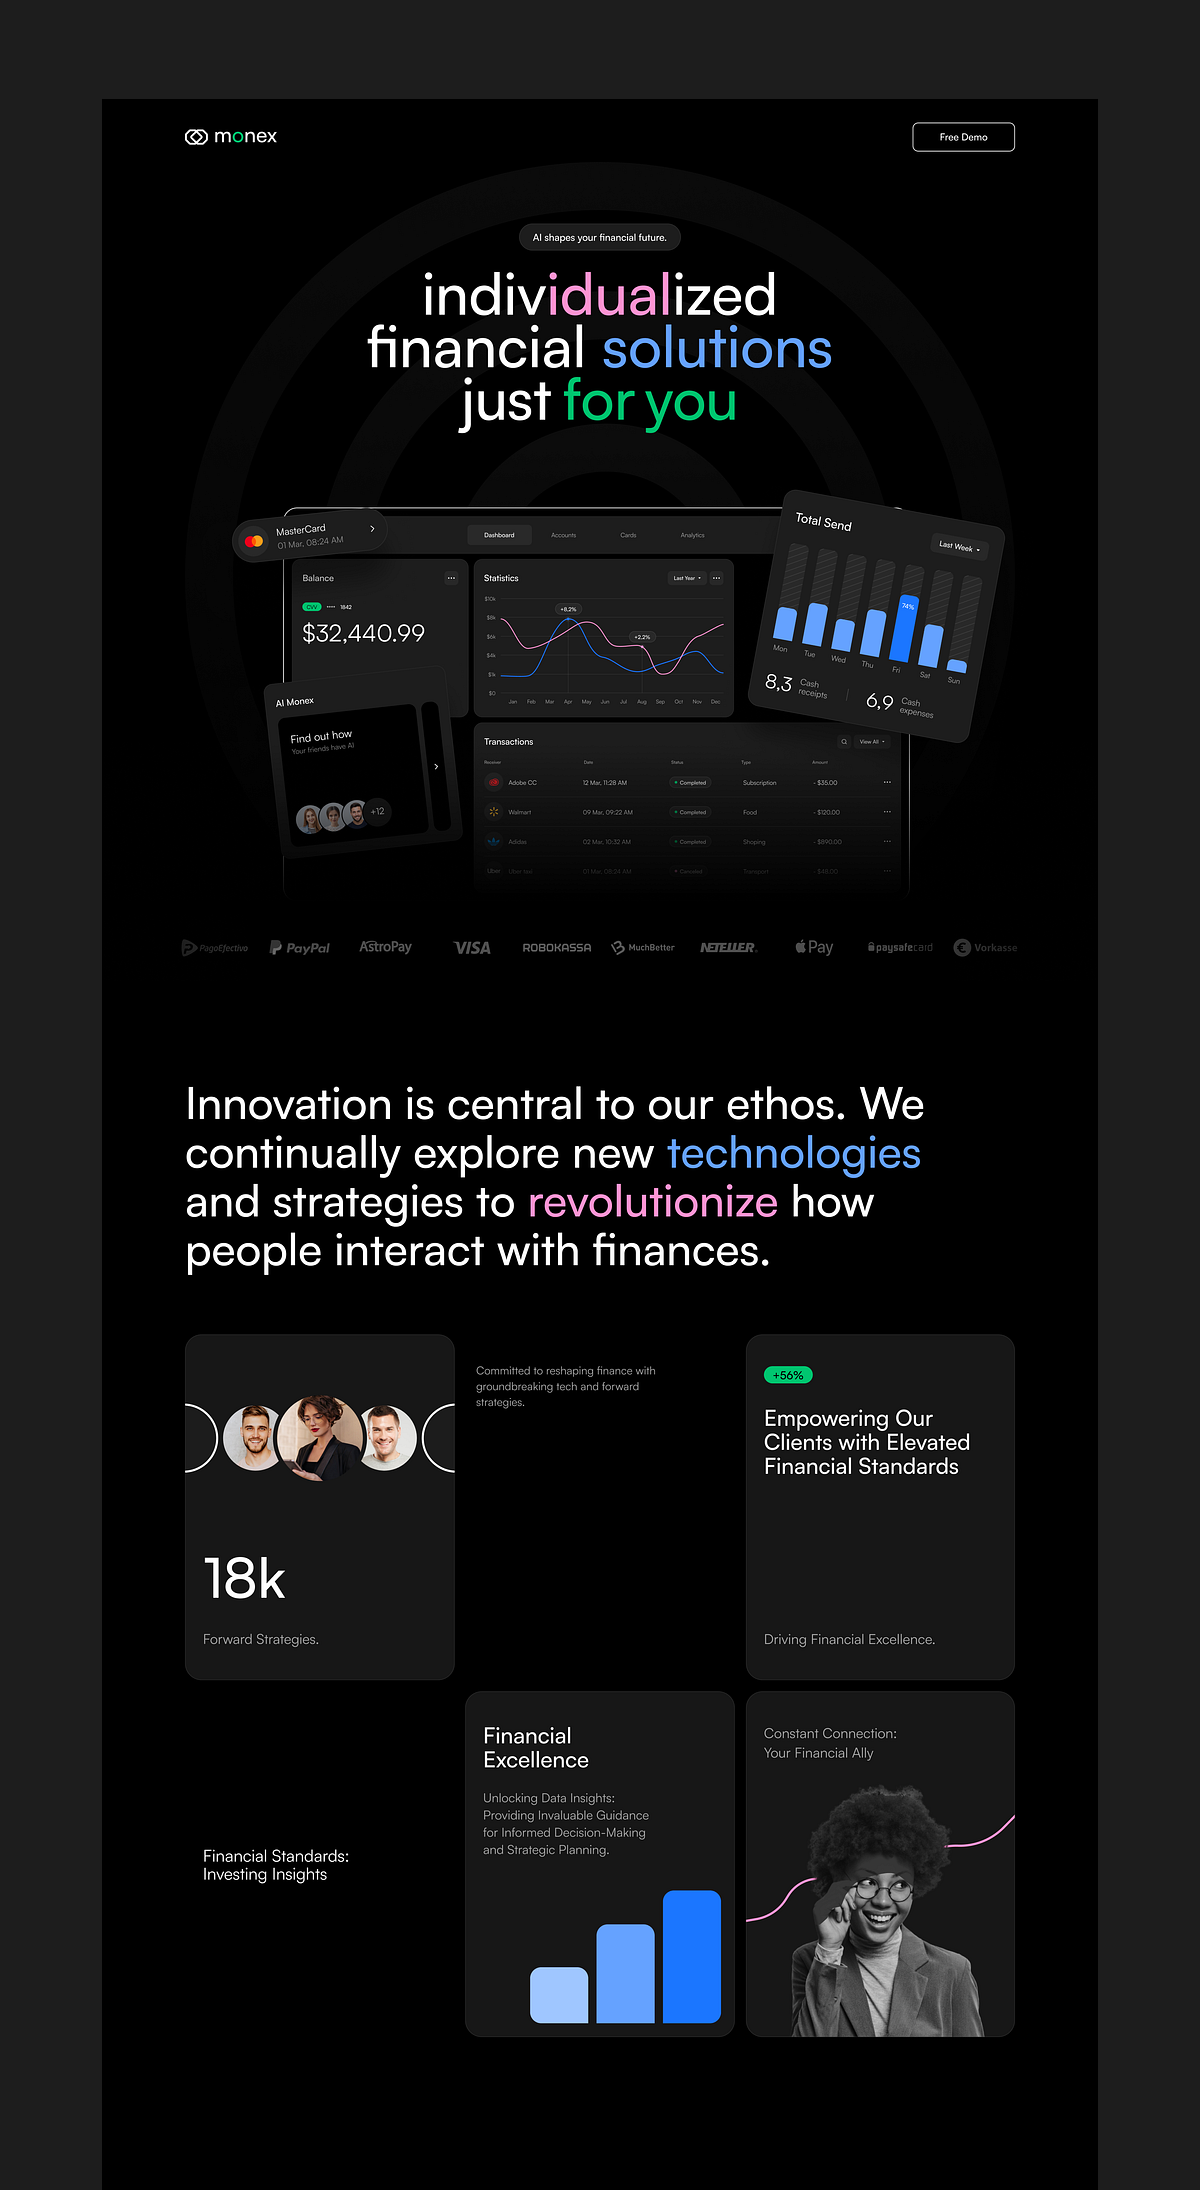 monex
Free Demo
AI shapes your financial future.
individualized
financial solutions
just for you
MasterCard
01 Mar, 08:24 AM
Dashboard
Accounts
Cards
Analytics
Total Send
Last Week
74%
Mon
Tue
Wed
Thu
Fri
Sat
Sun
8,3
Cash
receipts
6,9
Cash
expenses
Balance
CVV
•••• 1842
$32,440.99
Statistics
Last Year
$10k
$8k
$6k
$4k
$1k
$0
+8,2%
+2,2%
Jan Feb Mar Apr May Jun Jul Aug Sep Oct Nov Dec
AI Monex
Find out how
Your friends have AI
+12
Transactions
View All
Receiver Date Status Type Amount
Adobe CC 12 Mar, 11:28 AM Completed Subscription - $35.00
Walmart 09 Mar, 09:22 AM Completed Food - $120.00
Adidas 02 Mar, 10:32 AM Completed Shoping - $890.00
Uber Uber taxi 01 Mar, 08:24 AM Canceled Transport - $48.00
PagoEfectivo
PayPal
AstroPay
VISA
ROBOKASSA
MuchBetter
NETELLER
Pay
paysafecard
Vorkasse
Innovation is central to our ethos. We
continually explore new technologies
and strategies to revolutionize how
people interact with finances.
18k
Forward Strategies.
Committed to reshaping finance with
groundbreaking tech and forward
strategies.
+56%
Empowering Our
Clients with Elevated
Financial Standards
Driving Financial Excellence.
Financial Standards:
Investing Insights
Financial
Excellence
Unlocking Data Insights:
Providing Invaluable Guidance
for Informed Decision-Making
and Strategic Planning.
Constant Connection:
Your Financial Ally